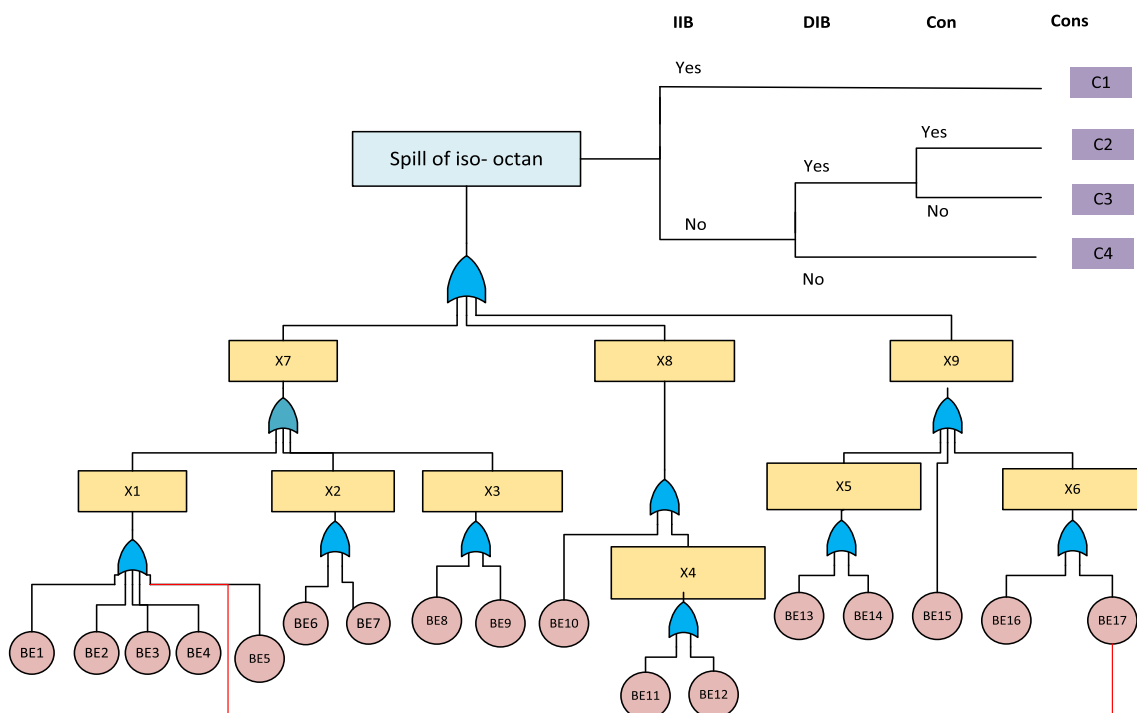 IIB DIB Con Cons
Yes
C1
Yes
C2
Spill of iso- octan
Yes
C3
No
No
C4
No
X7 X8 X9
X1 X2 X3 X5 X6
X4
BE1 BE2 BE3 BE4 BE5 BE6 BE7 BE8 BE9 BE10 BE13 BE14 BE15 BE16 BE17
BE11 BE12